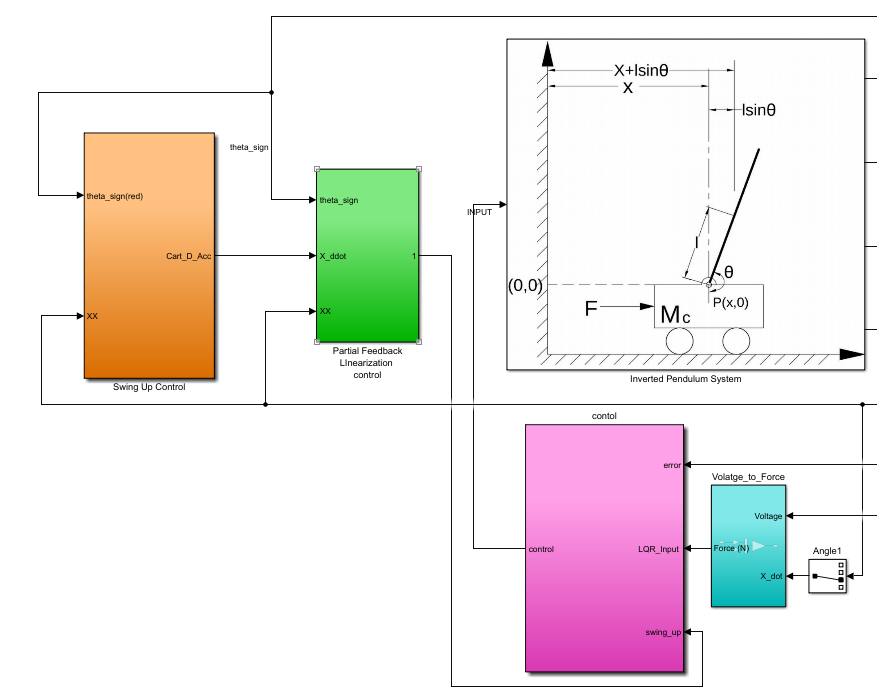 X+lsinθ
X
lsinθ
theta_sign
theta_sign(red)
theta_sign
INPUT
Cart_D_Acc
X_ddot
1
l
θ
(0,0)
P(x,0)
F
Mc
XX
XX
Partial Feedback
LInearization
control
Inverted Pendulum System
Swing Up Control
contol
error
Volatge_to_Force
Voltage
control
LQR_Input
Force (N)
Angle1
X_dot
swing_up